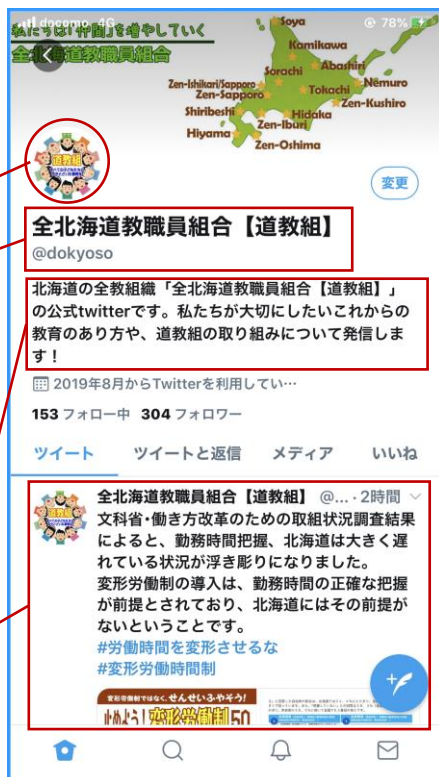 docomo 4G
78%
私たちは「仲間」を増やしていく
全北海道教職員組合
Soya
Kamikawa
Abashiri
Sorachi
Zen-Ishikari/Sapporo
Zen-Sapporo
Tokachi
Nemuro
Zen-Kushiro
Shiribeshi
Hidaka
Zen-Iburi
Hiyama
Zen-Oshima
道教組
変更
全北海道教職員組合【道教組】
@dokyoso
北海道の全教組織「全北海道教職員組合【道教組】」
の公式twitterです。私たちが大切にしたいこれからの
教育のあり方や、道教組の取り組みについて発信しま
す！
2019年8月からTwitterを利用してい…
153 フォロー中 304 フォロワー
ツイート ツイートと返信 メディア いいね
全北海道教職員組合【道教組】 @... · 2時間
文科省・働き方改革のための取組状況調査結果
によると、勤務時間把握、北海道は大きく遅
れている状況が浮き彫りになりました。
変形労働制の導入は、勤務時間の正確な把握
が前提とされており、北海道にはその前提が
ないということです。
#労働時間を変形させるな
#変形労働時間制
変形労働制ではなく、せんせいふやそう!
止めよう!変形労働制50